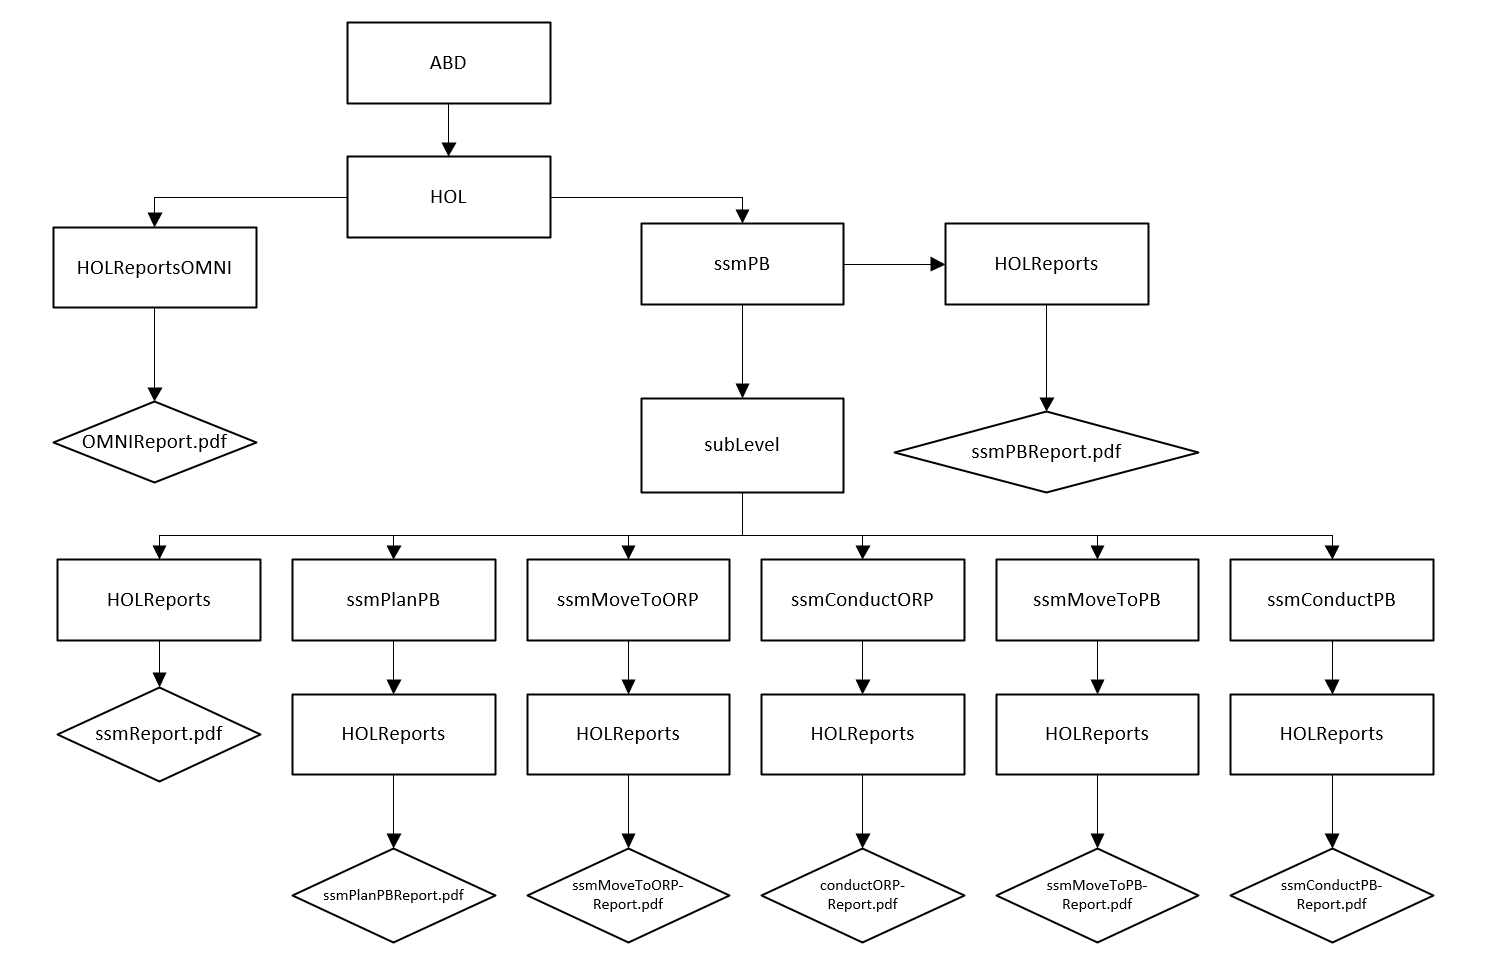 ABD
HOL
HOLReportsOMNI
ssmPB
HOLReports
OMNIReport.pdf
subLevel
ssmPBReport.pdf
HOLReports
ssmPlanPB
ssmMoveToORP
ssmConductORP
ssmMoveToPB
ssmConductPB
ssmReport.pdf
HOLReports
HOLReports
HOLReports
HOLReports
HOLReports
ssmPlanPBReport.pdf
ssmMoveToORP-
Report.pdf
conductORP-
Report.pdf
ssmMoveToPB-
Report.pdf
ssmConductPB-
Report.pdf